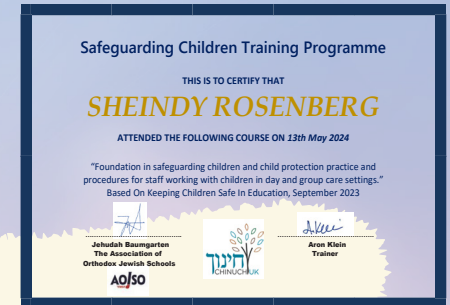 Safeguarding Children Training Programme
THIS IS TO CERTIFY THAT
SHEINDY ROSENBERG
ATTENDED THE FOLLOWING COURSE ON 13th May 2024
“Foundation in safeguarding children and child protection practice and
procedures for staff working with children in day and group care settings.”
Based On Keeping Children Safe In Education, September 2023
Jehudah Baumgarten
The Association of
Orthodox Jewish Schools
AOJSO
חינוך
CHINUCH UK
A.Klein
Aron Klein
Trainer